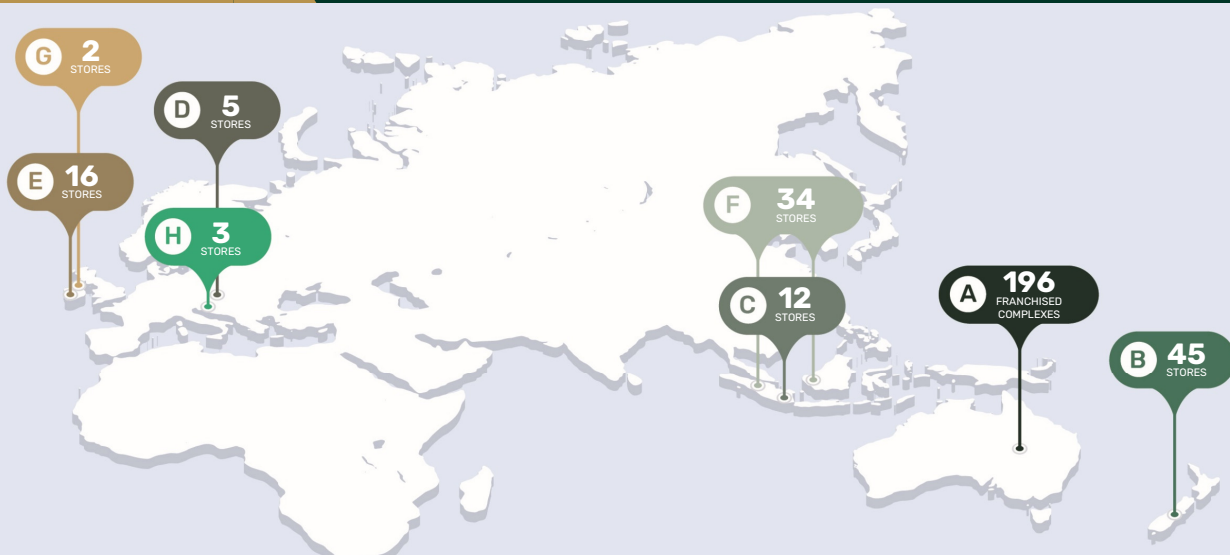 G 2
STORES
D 5
STORES
E 16
STORES
H 3
STORES
F 34
STORES
C 12
STORES
A 196
FRANCHISED
COMPLEXES
B 45
STORES